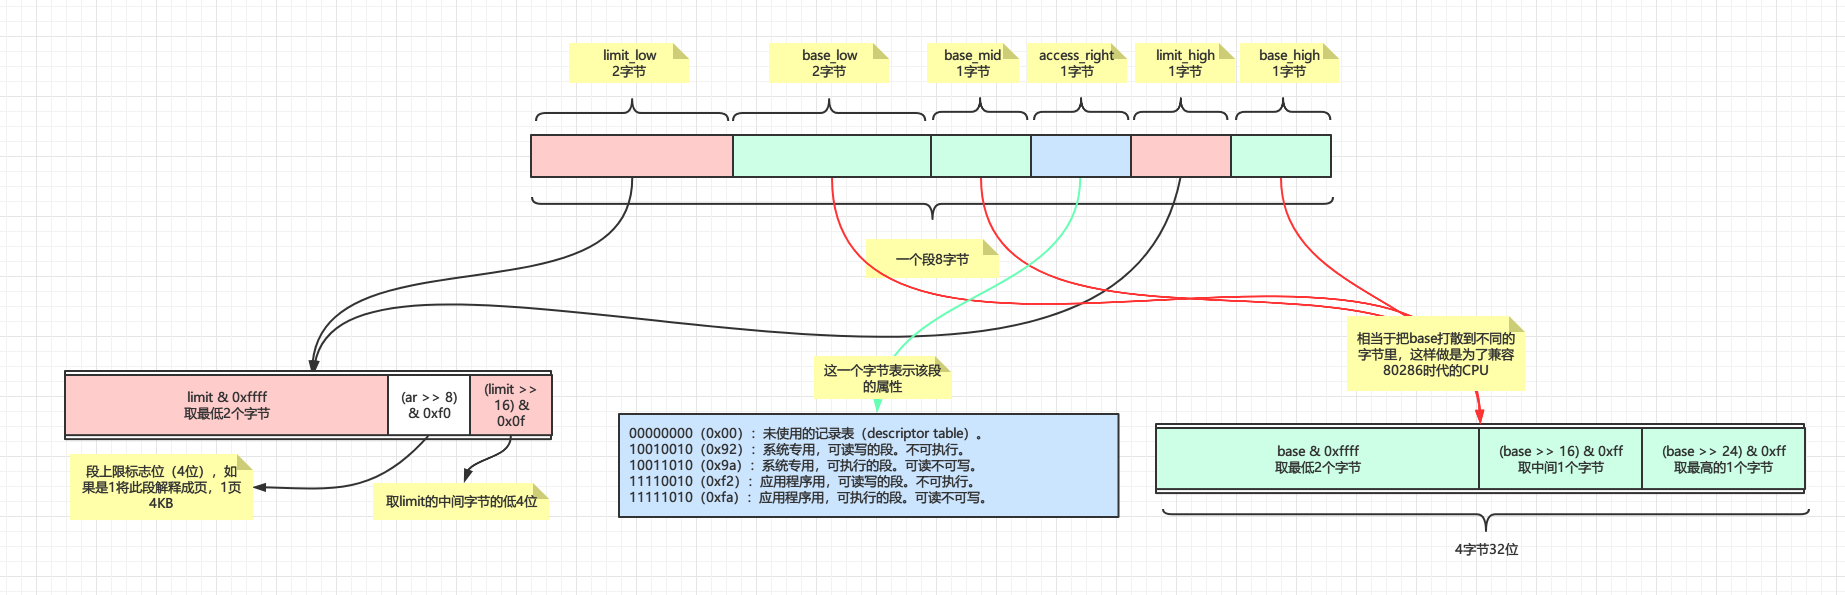 limit_low
2字节
base_low
2字节
base_mid
1字节
access_right
1字节
limit_high
1字节
base_high
1字节
一个段8字节
相当于把base打散到不同的
字节里，这样做是为了兼容
80286时代的CPU
这一个字节表示该段
的属性
limit & 0xffff
取最低2个字节
(ar >> 8)
& 0xf0
(limit >>
16) &
0x0f
段上限标志位（4位），如
果是1将此段解释成页，1页
4KB
取limit的中间字节的低4位
00000000（0x00）：未使用的记录表（descriptor table）。
10010010（0x92）：系统专用，可读写的段。不可执行。
10011010（0x9a）：系统专用，可执行的段。可读不可写。
11110010（0xf2）：应用程序用，可读写的段。不可执行。
11111010（0xfa）：应用程序用，可执行的段。可读不可写。
base & 0xffff
取最低2个字节
(base >> 16) & 0xff
取中间1个字节
(base >> 24) & 0xff
取最高的1个字节
4字节32位